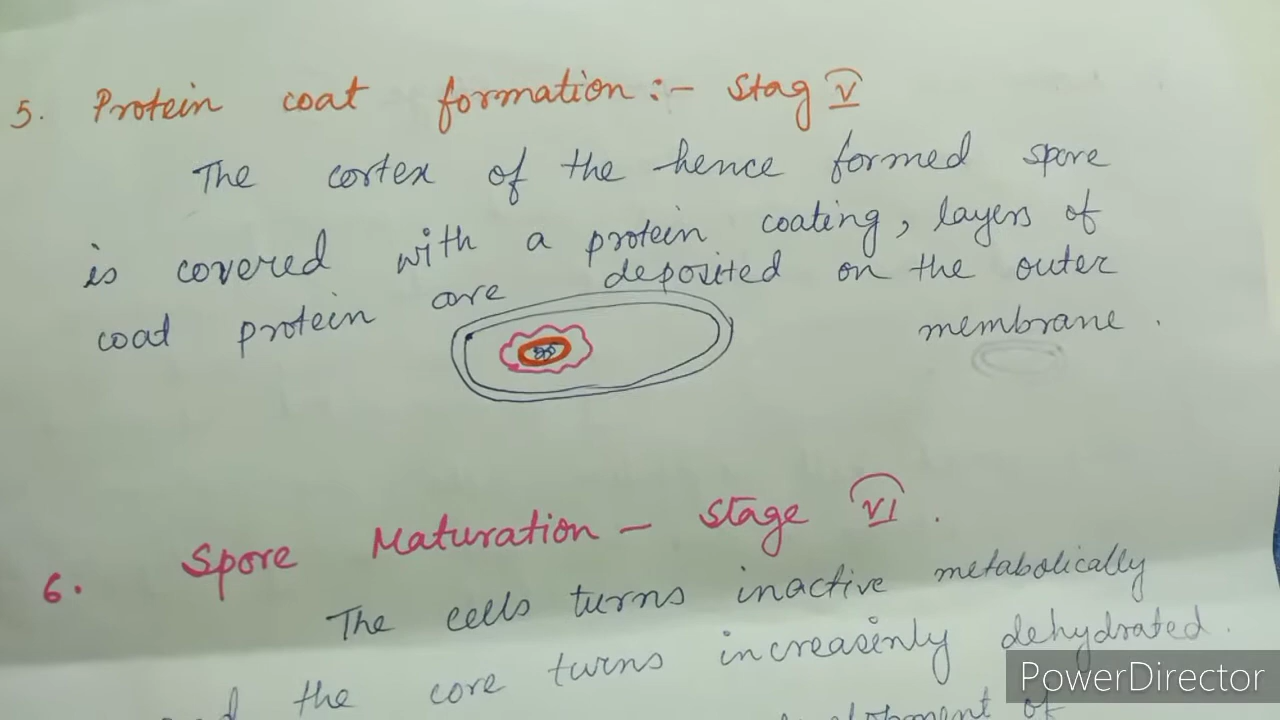 5. Protein coat formation :- Stag V
The cortex of the hence formed spore
is covered with a protein coating, layers of
coat protein are deposited on the outer
membrane.
6. Spore Maturation - Stage VI.
The cells turns inactive metabolically
the core turns increasinly dehydrated.
of
PowerDirector